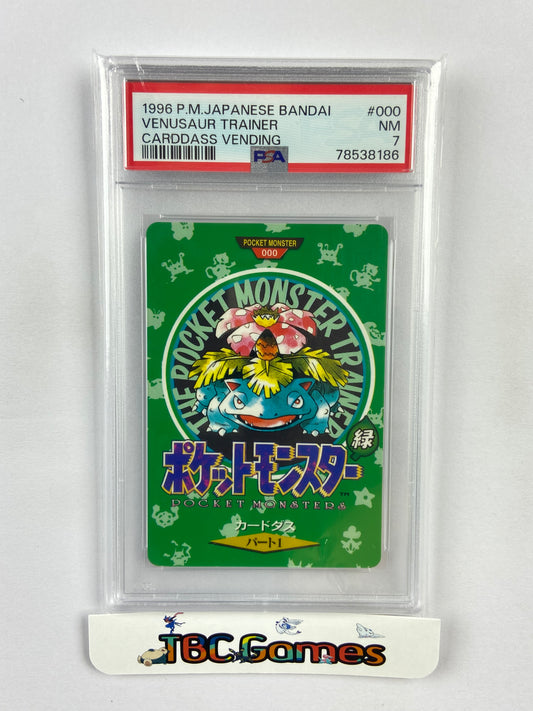 1996 P.M.JAPANESE BANDAI #000
VENUSAUR TRAINER NM
CARDDASS VENDING 7
PSA 78538186
POCKET MONSTER
000
THE POCKET MONSTER TRAINER
緑
ポケットモンスター
TM
POCKET MONSTERS
カードダス
パート1
TBC Games